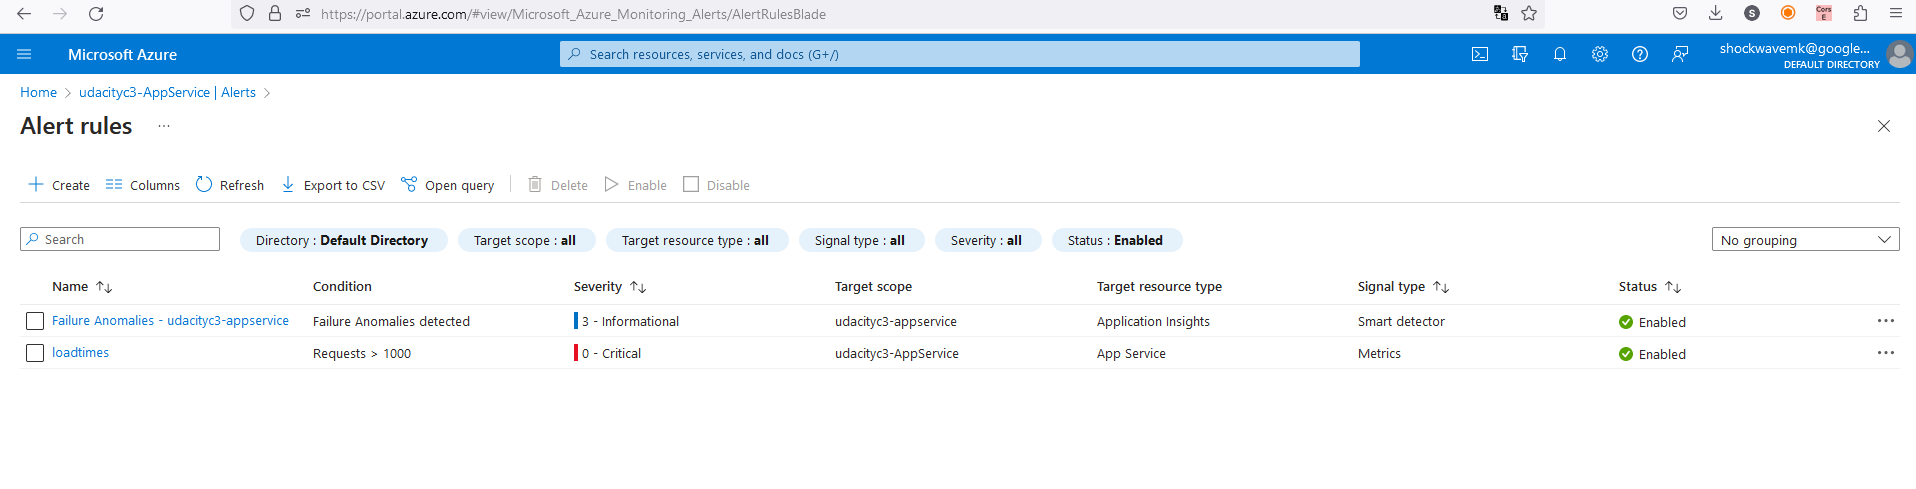 https://portal.azure.com/#view/Microsoft_Azure_Monitoring_Alerts/AlertRulesBlade
S
Cors
E
Microsoft Azure
Search resources, services, and docs (G+/)
shockwavemk@google...
DEFAULT DIRECTORY
Home > udacityc3-AppService | Alerts >
Alert rules ...
Create Columns Refresh Export to CSV Open query Delete Enable Disable
Search Directory : Default Directory Target scope : all Target resource type : all Signal type : all Severity : all Status : Enabled No grouping
Name Condition Severity Target scope Target resource type Signal type Status
Failure Anomalies - udacityc3-appservice Failure Anomalies detected 3 - Informational udacityc3-appservice Application Insights Smart detector Enabled ...
loadtimes Requests > 1000 0 - Critical udacityc3-AppService App Service Metrics Enabled ...